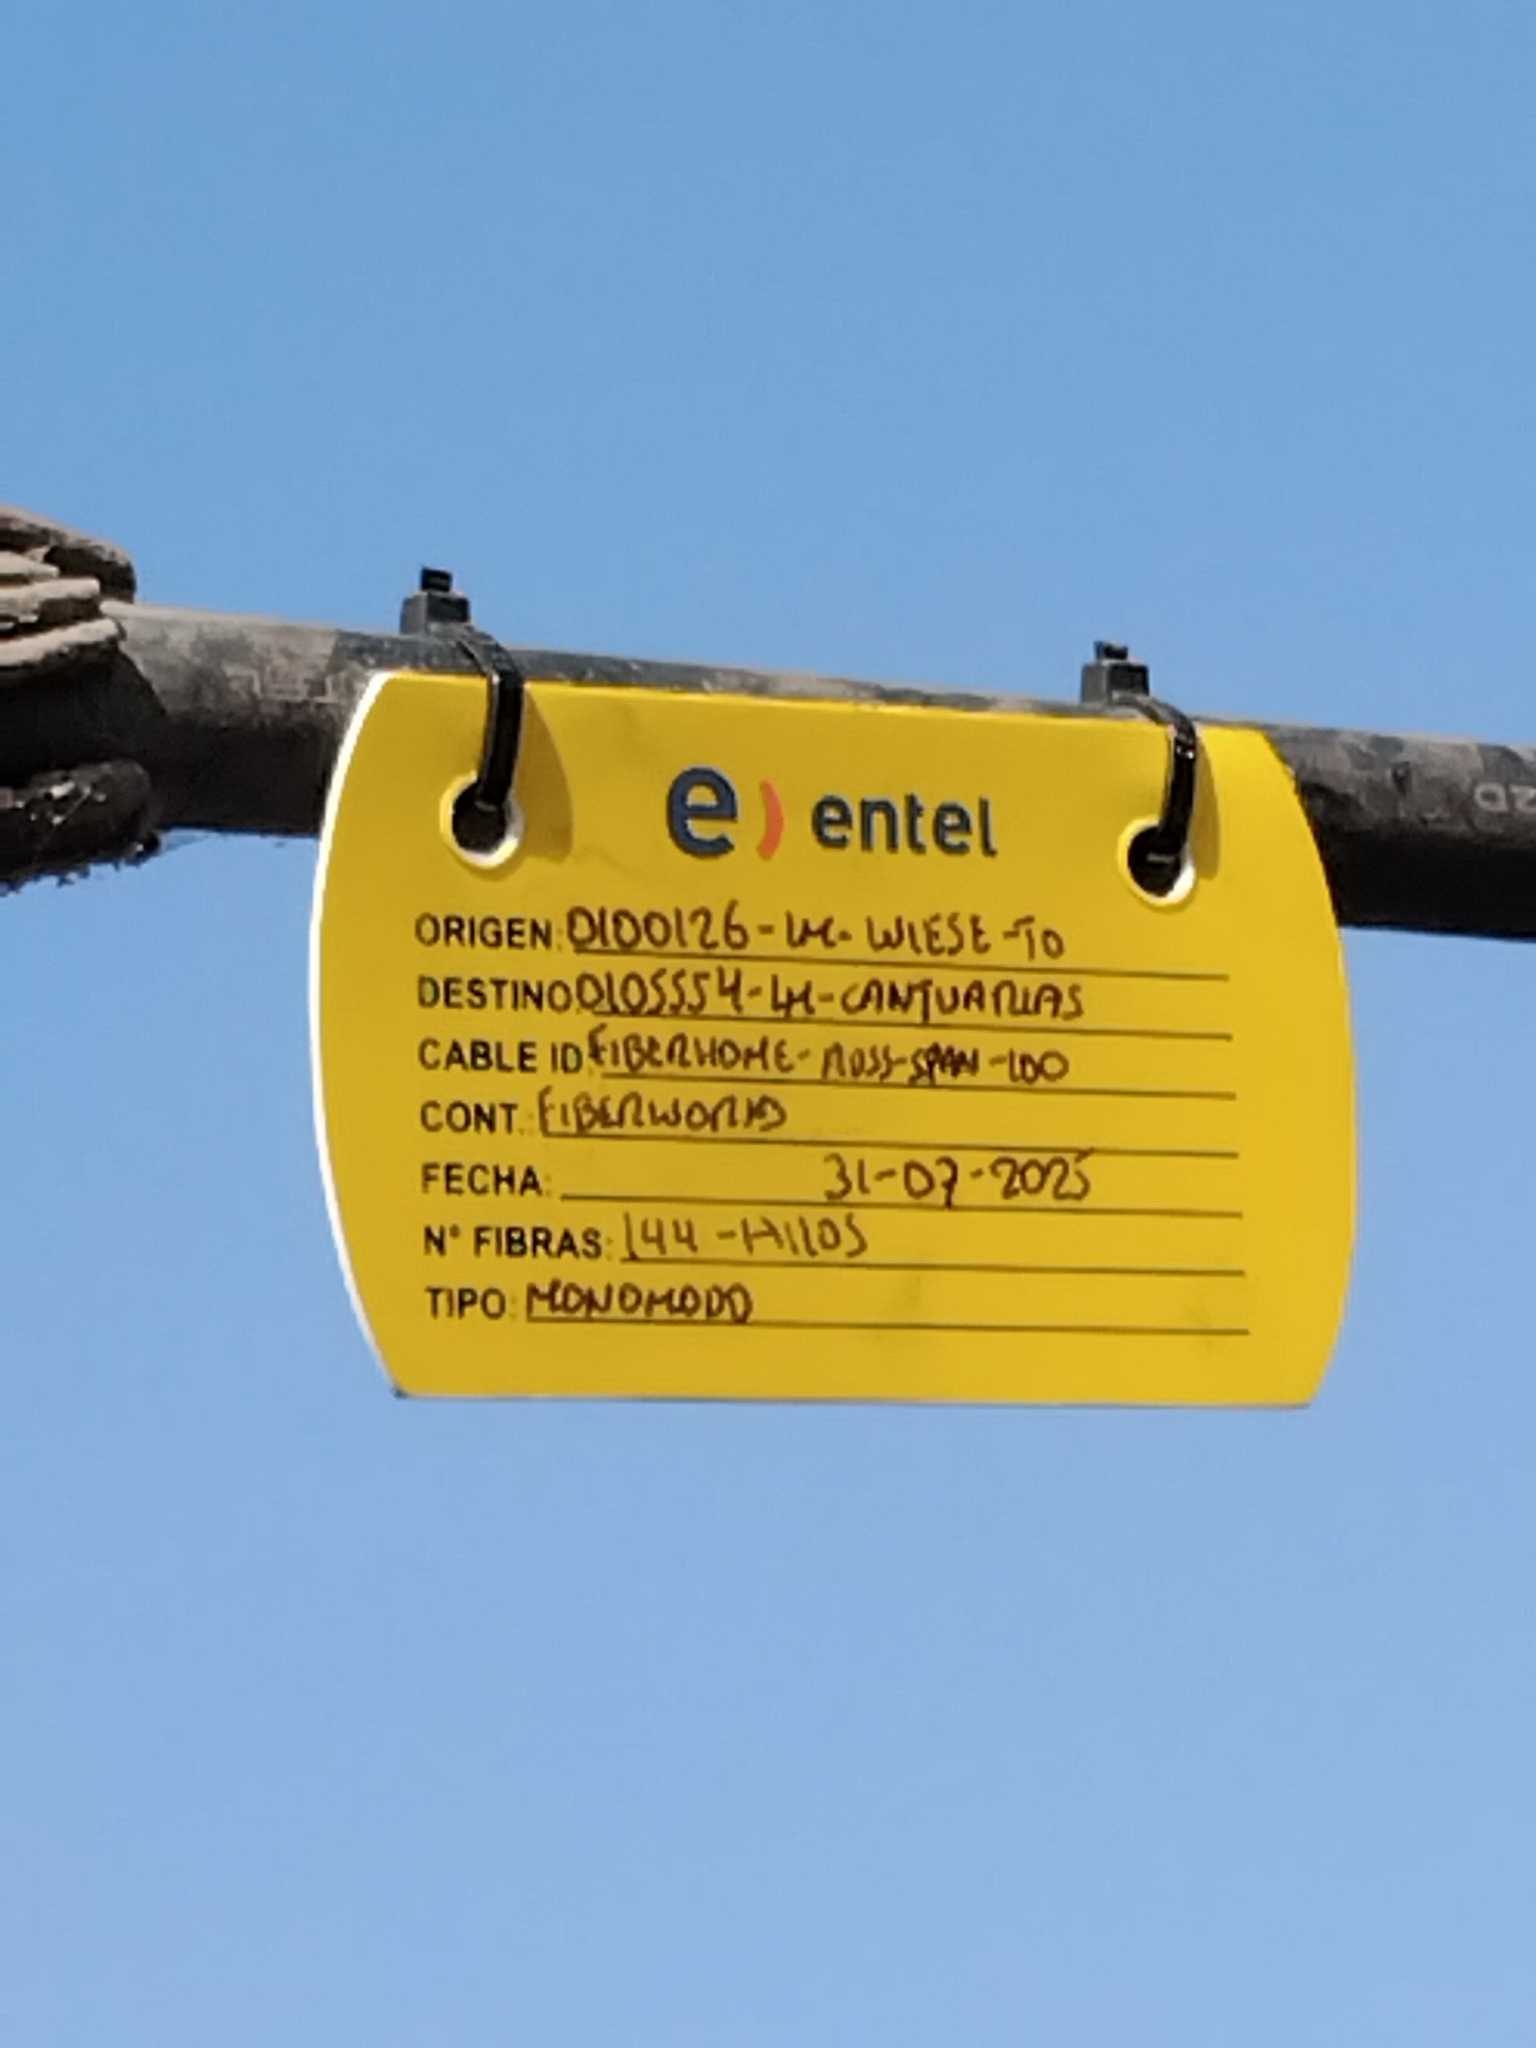 e) entel
ORIGEN: 0100126-LM-WIESE-TO
DESTINO: 0105554-LM-CANTUARIAS
CABLE ID: FIBERHOME-ADSS-SPAN-100
CONT.: FIBERWORLD
FECHA: 31-07-2025
N° FIBRAS: 144-HILOS
TIPO: MONOMODO